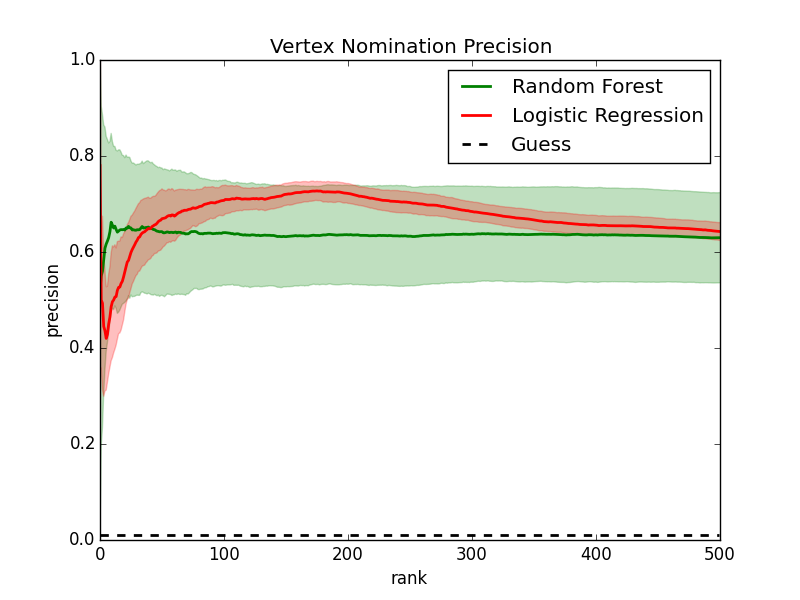 Vertex Nomination Precision
Random Forest
Logistic Regression
Guess
precision
1.0
0.8
0.6
0.4
0.2
0.0
0 100 200 300 400 500
rank